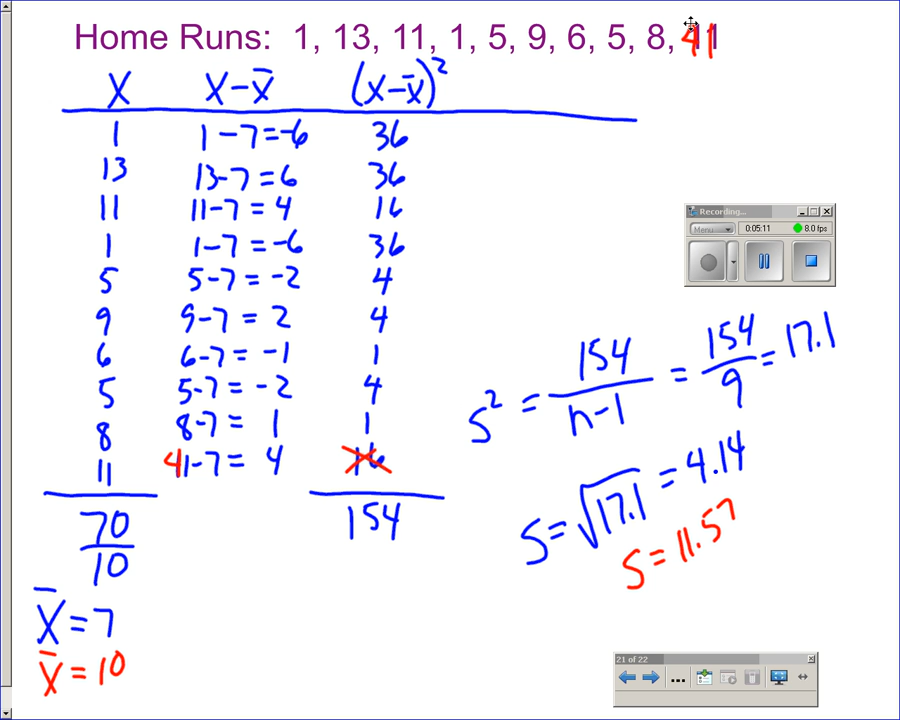 Home Runs: 1, 13, 11, 1, 5, 9, 6, 5, 8, 41
X X-X̄ (X-X̄)²
1 1-7=-6 36
13 13-7=6 36
11 11-7=4 16
1 1-7=-6 36
5 5-7=-2 4
9 9-7=2 4
6 6-7=-1 1
5 5-7=-2 4
8 8-7=1 1
11 41-7=4 16
70/10 154
X̄=7
X̄=10
S²=154/n-1=154/9=17.1
S=√17.1=4.14
S=11.57
Recording...
Menu 0:05:11 8.0 fps
21 of 22